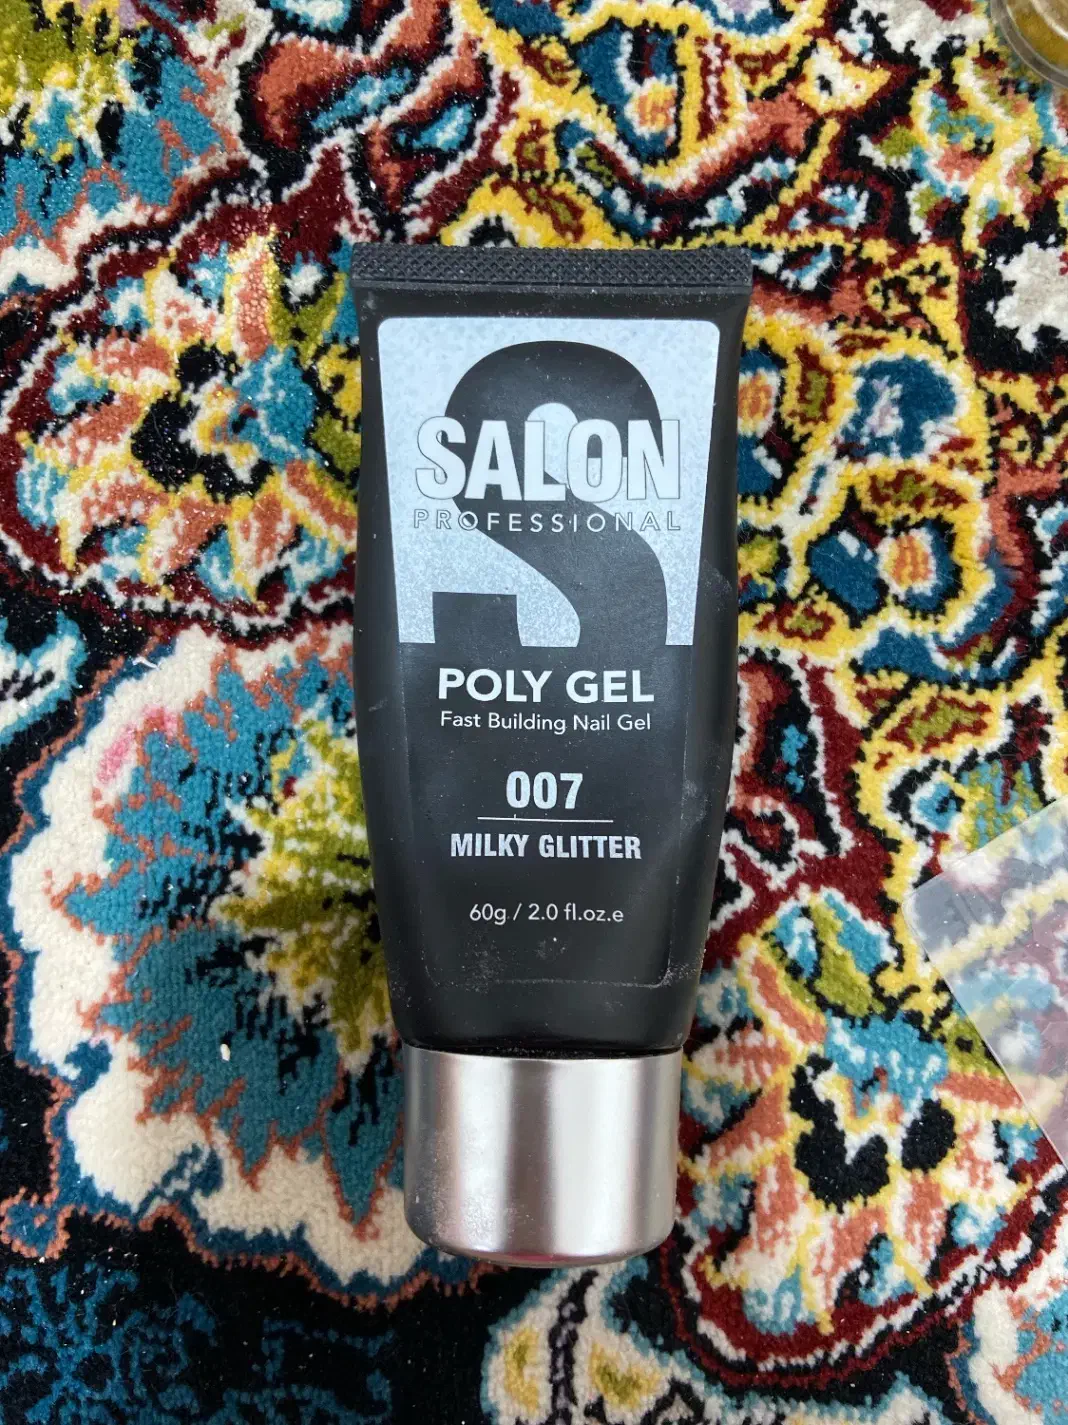 SALON
PROFESSIONAL
POLY GEL
Fast Building Nail Gel
007
MILKY GLITTER
60g / 2.0 fl.oz.e